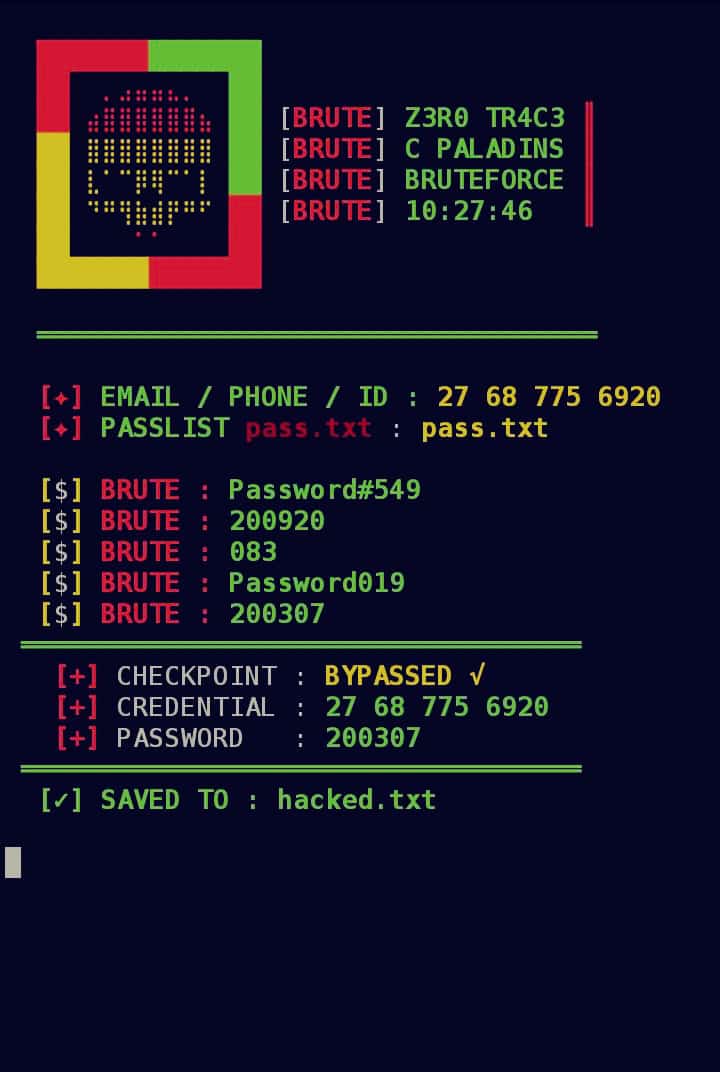 [BRUTE] Z3R0 TR4C3
[BRUTE] C PALADINS
[BRUTE] BRUTEFORCE
[BRUTE] 10:27:46
[✦] EMAIL / PHONE / ID : 27 68 775 6920
[✦] PASSLIST pass.txt : pass.txt
[$] BRUTE : Password#549
[$] BRUTE : 200920
[$] BRUTE : 083
[$] BRUTE : Password019
[$] BRUTE : 200307
[+] CHECKPOINT : BYPASSED √
[+] CREDENTIAL : 27 68 775 6920
[+] PASSWORD : 200307
[✓] SAVED TO : hacked.txt